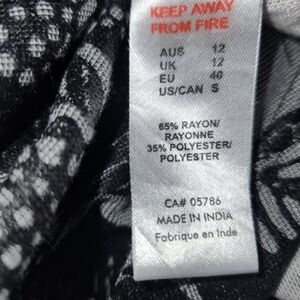 KEEP AWAY
FROM FIRE
AUS 12
UK 12
EU 40
US/CAN S
65% RAYON/
RAYONNE
35% POLYESTER/
POLYESTER
CA# 05786
MADE IN INDIA
Fabrique en Inde